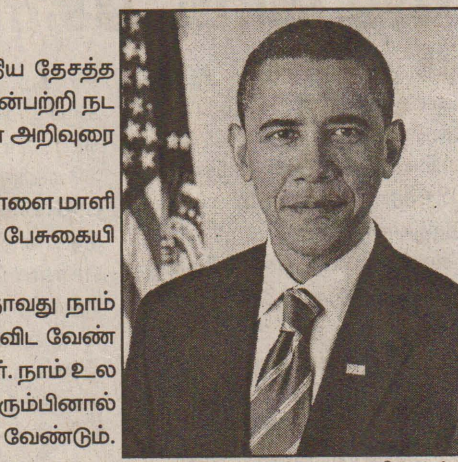 திய தேசத்த
ன்பற்றி நட
அறிவுரை
ாளை மாளி
பேசுகையி
ாவது நாம்
விட வேண்
ர். நாம் உல
ரும்பினால்
வேண்டும்.